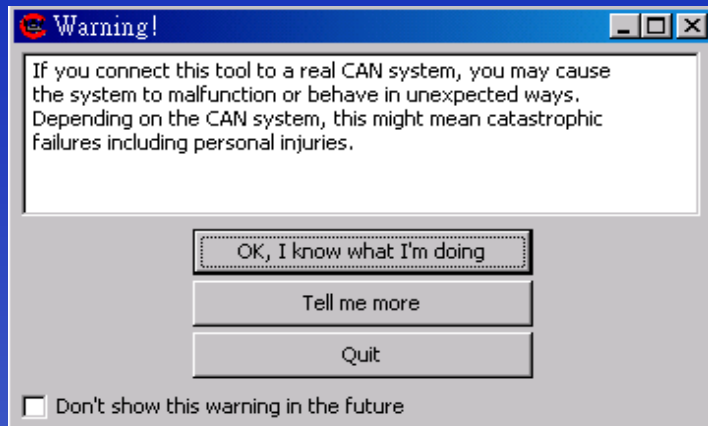 Warning!
If you connect this tool to a real CAN system, you may cause
the system to malfunction or behave in unexpected ways.
Depending on the CAN system, this might mean catastrophic
failures including personal injuries.
OK, I know what I'm doing
Tell me more
Quit
Don't show this warning in the future